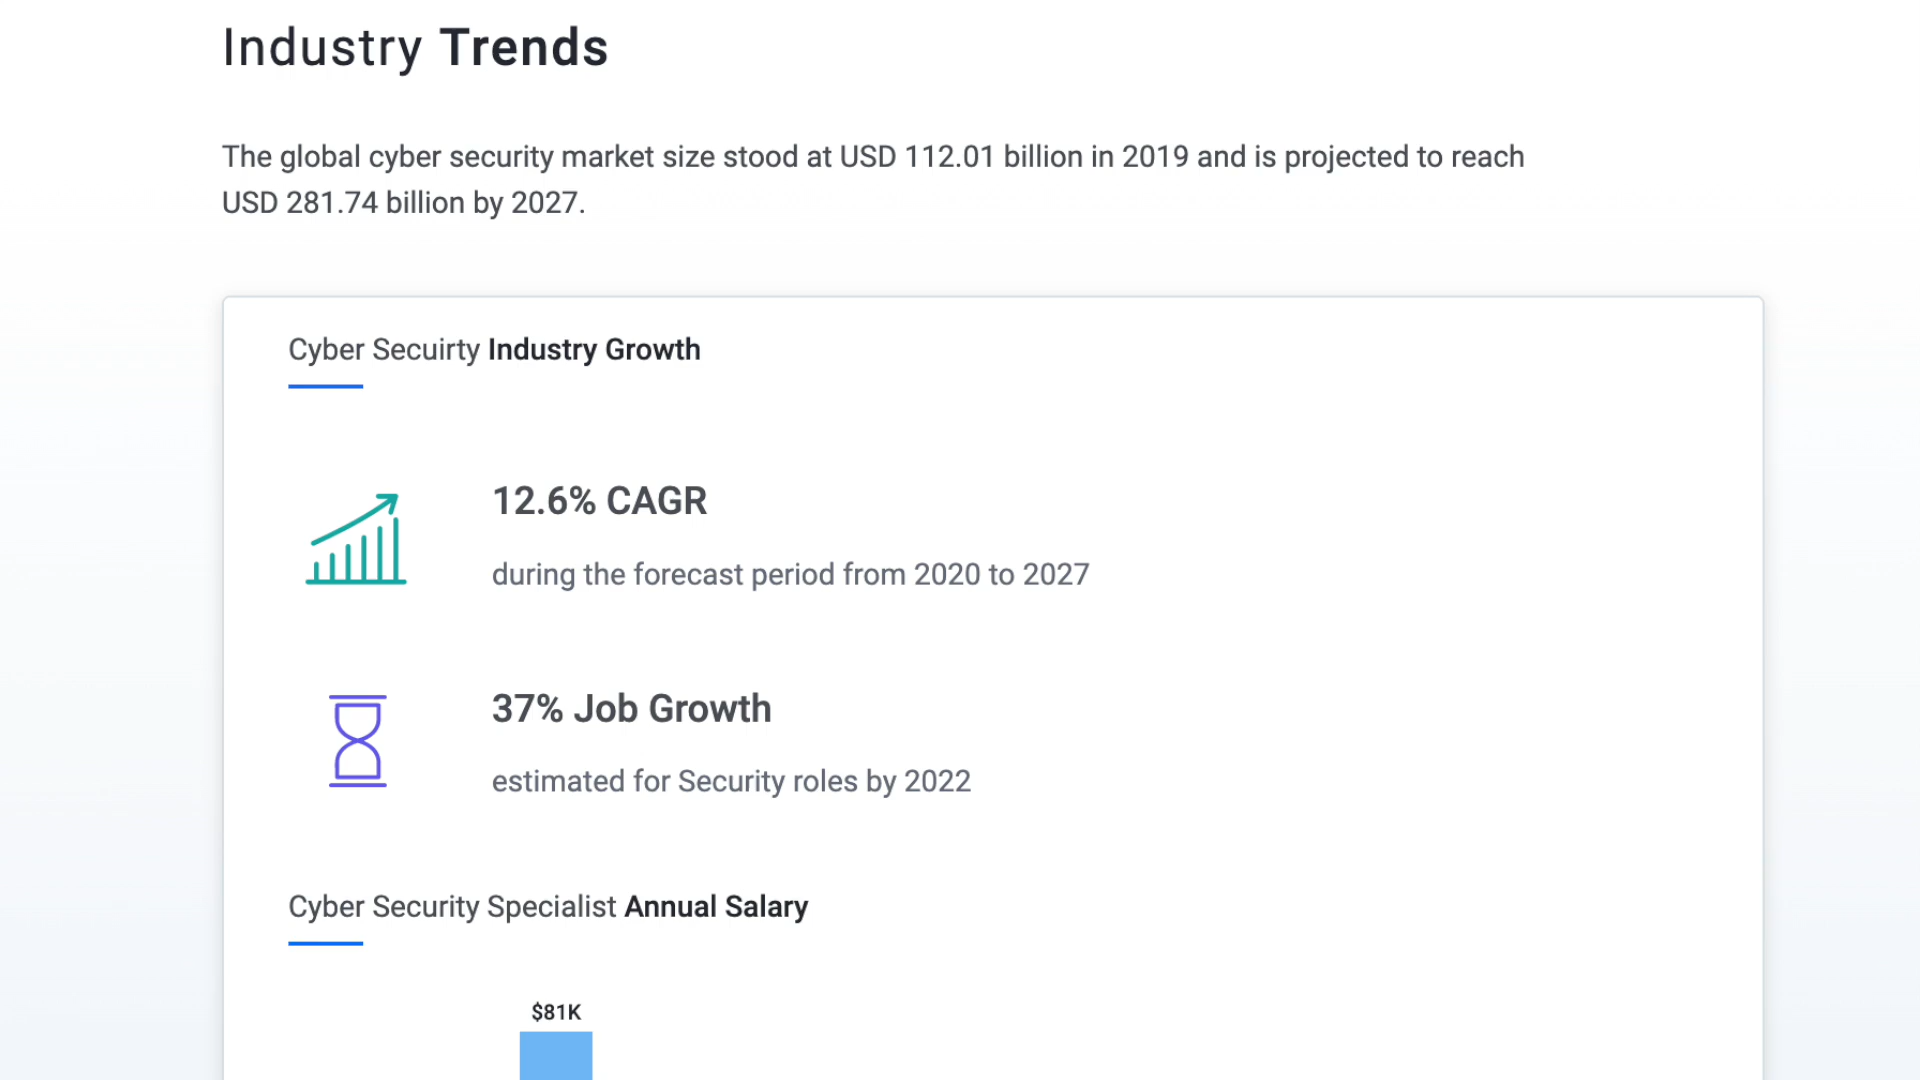 Industry Trends
The global cyber security market size stood at USD 112.01 billion in 2019 and is projected to reach
USD 281.74 billion by 2027.
Cyber Secuirty Industry Growth
12.6% CAGR
during the forecast period from 2020 to 2027
37% Job Growth
estimated for Security roles by 2022
Cyber Security Specialist Annual Salary
$81K